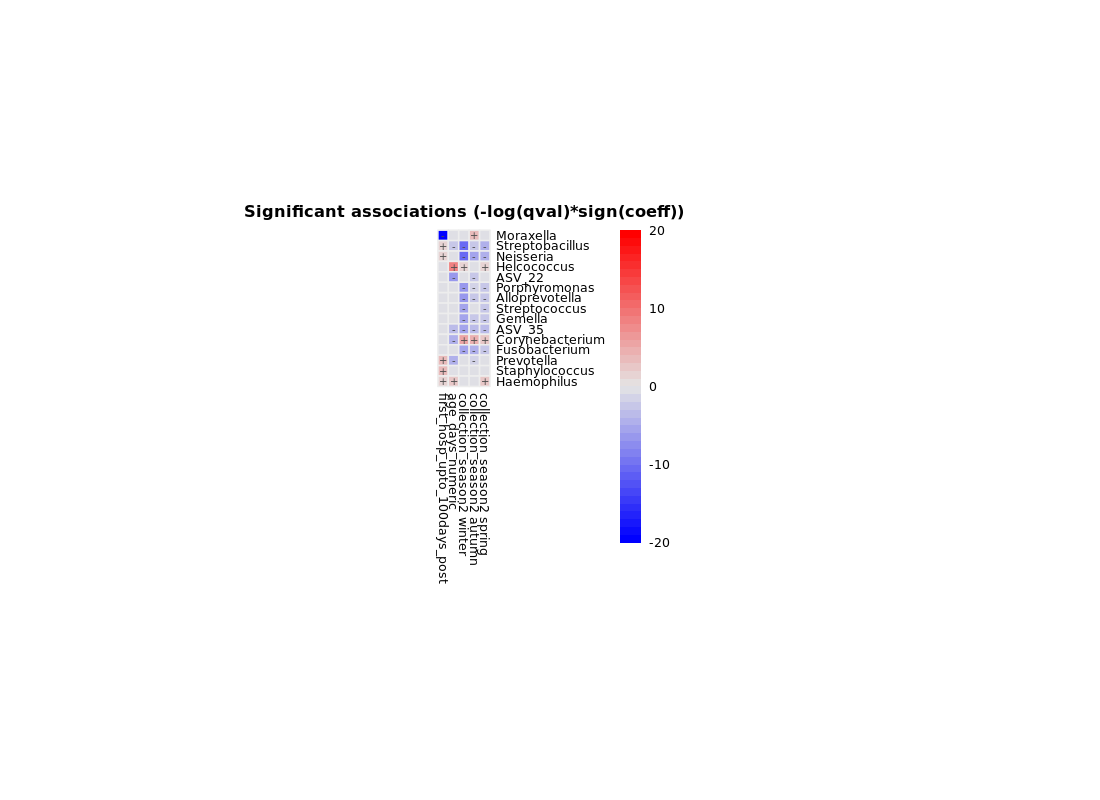 Significant associations (-log(qval)*sign(coeff))
Moraxella
Streptobacillus
Neisseria
Helcococcus
ASV_22
Porphyromonas
Alloprevotella
Streptococcus
Gemella
ASV_35
Corynebacterium
Fusobacterium
Prevotella
Staphylococcus
Haemophilus
first_hosp_upto_100days_post
age_days_numeric
collection_season2 winter
collection_season2 autumn
collection_season2 spring
20
10
0
-10
-20